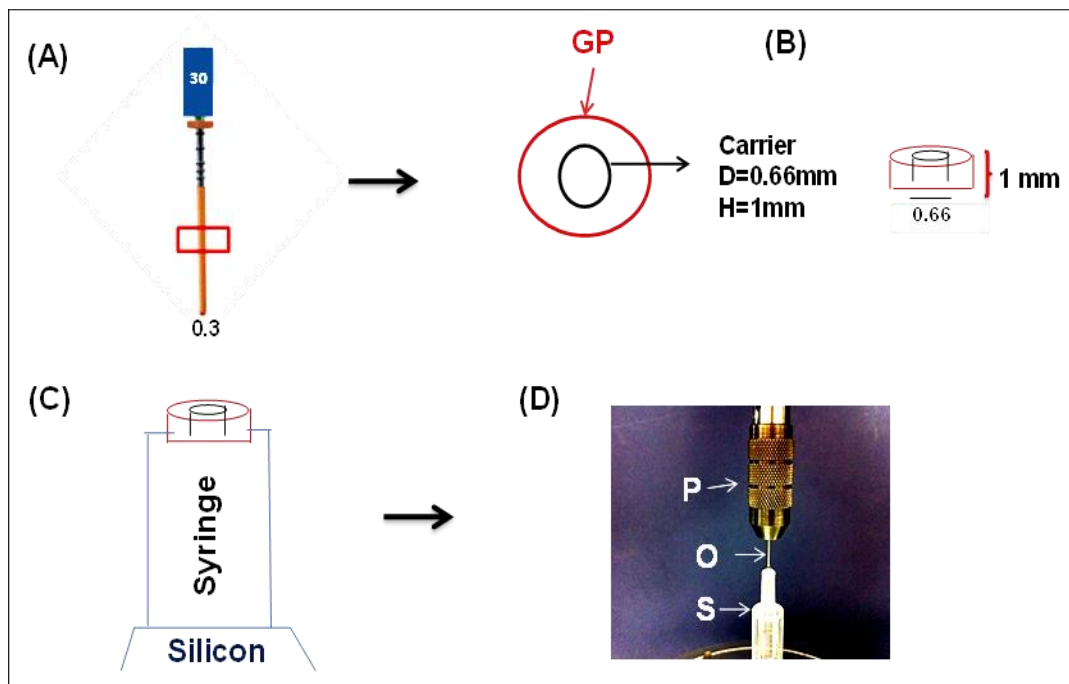 (A)
30
0.3
GP
(B)
Carrier
D=0.66mm
H=1mm
1 mm
0.66
(C)
Syringe
Silicon
(D)
P
O
S